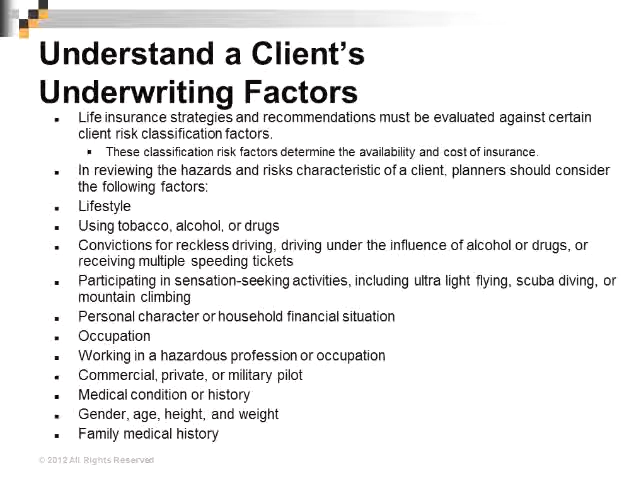 Understand a Client's
Underwriting Factors
Life insurance strategies and recommendations must be evaluated against certain
client risk classification factors.
These classification risk factors determine the availability and cost of insurance.
In reviewing the hazards and risks characteristic of a client, planners should consider
the following factors:
Lifestyle
Using tobacco, alcohol, or drugs
Convictions for reckless driving, driving under the influence of alcohol or drugs, or
receiving multiple speeding tickets
Participating in sensation-seeking activities, including ultra light flying, scuba diving, or
mountain climbing
Personal character or household financial situation
Occupation
Working in a hazardous profession or occupation
Commercial, private, or military pilot
Medical condition or history
Gender, age, height, and weight
Family medical history
© 2012 All Rights Reserved